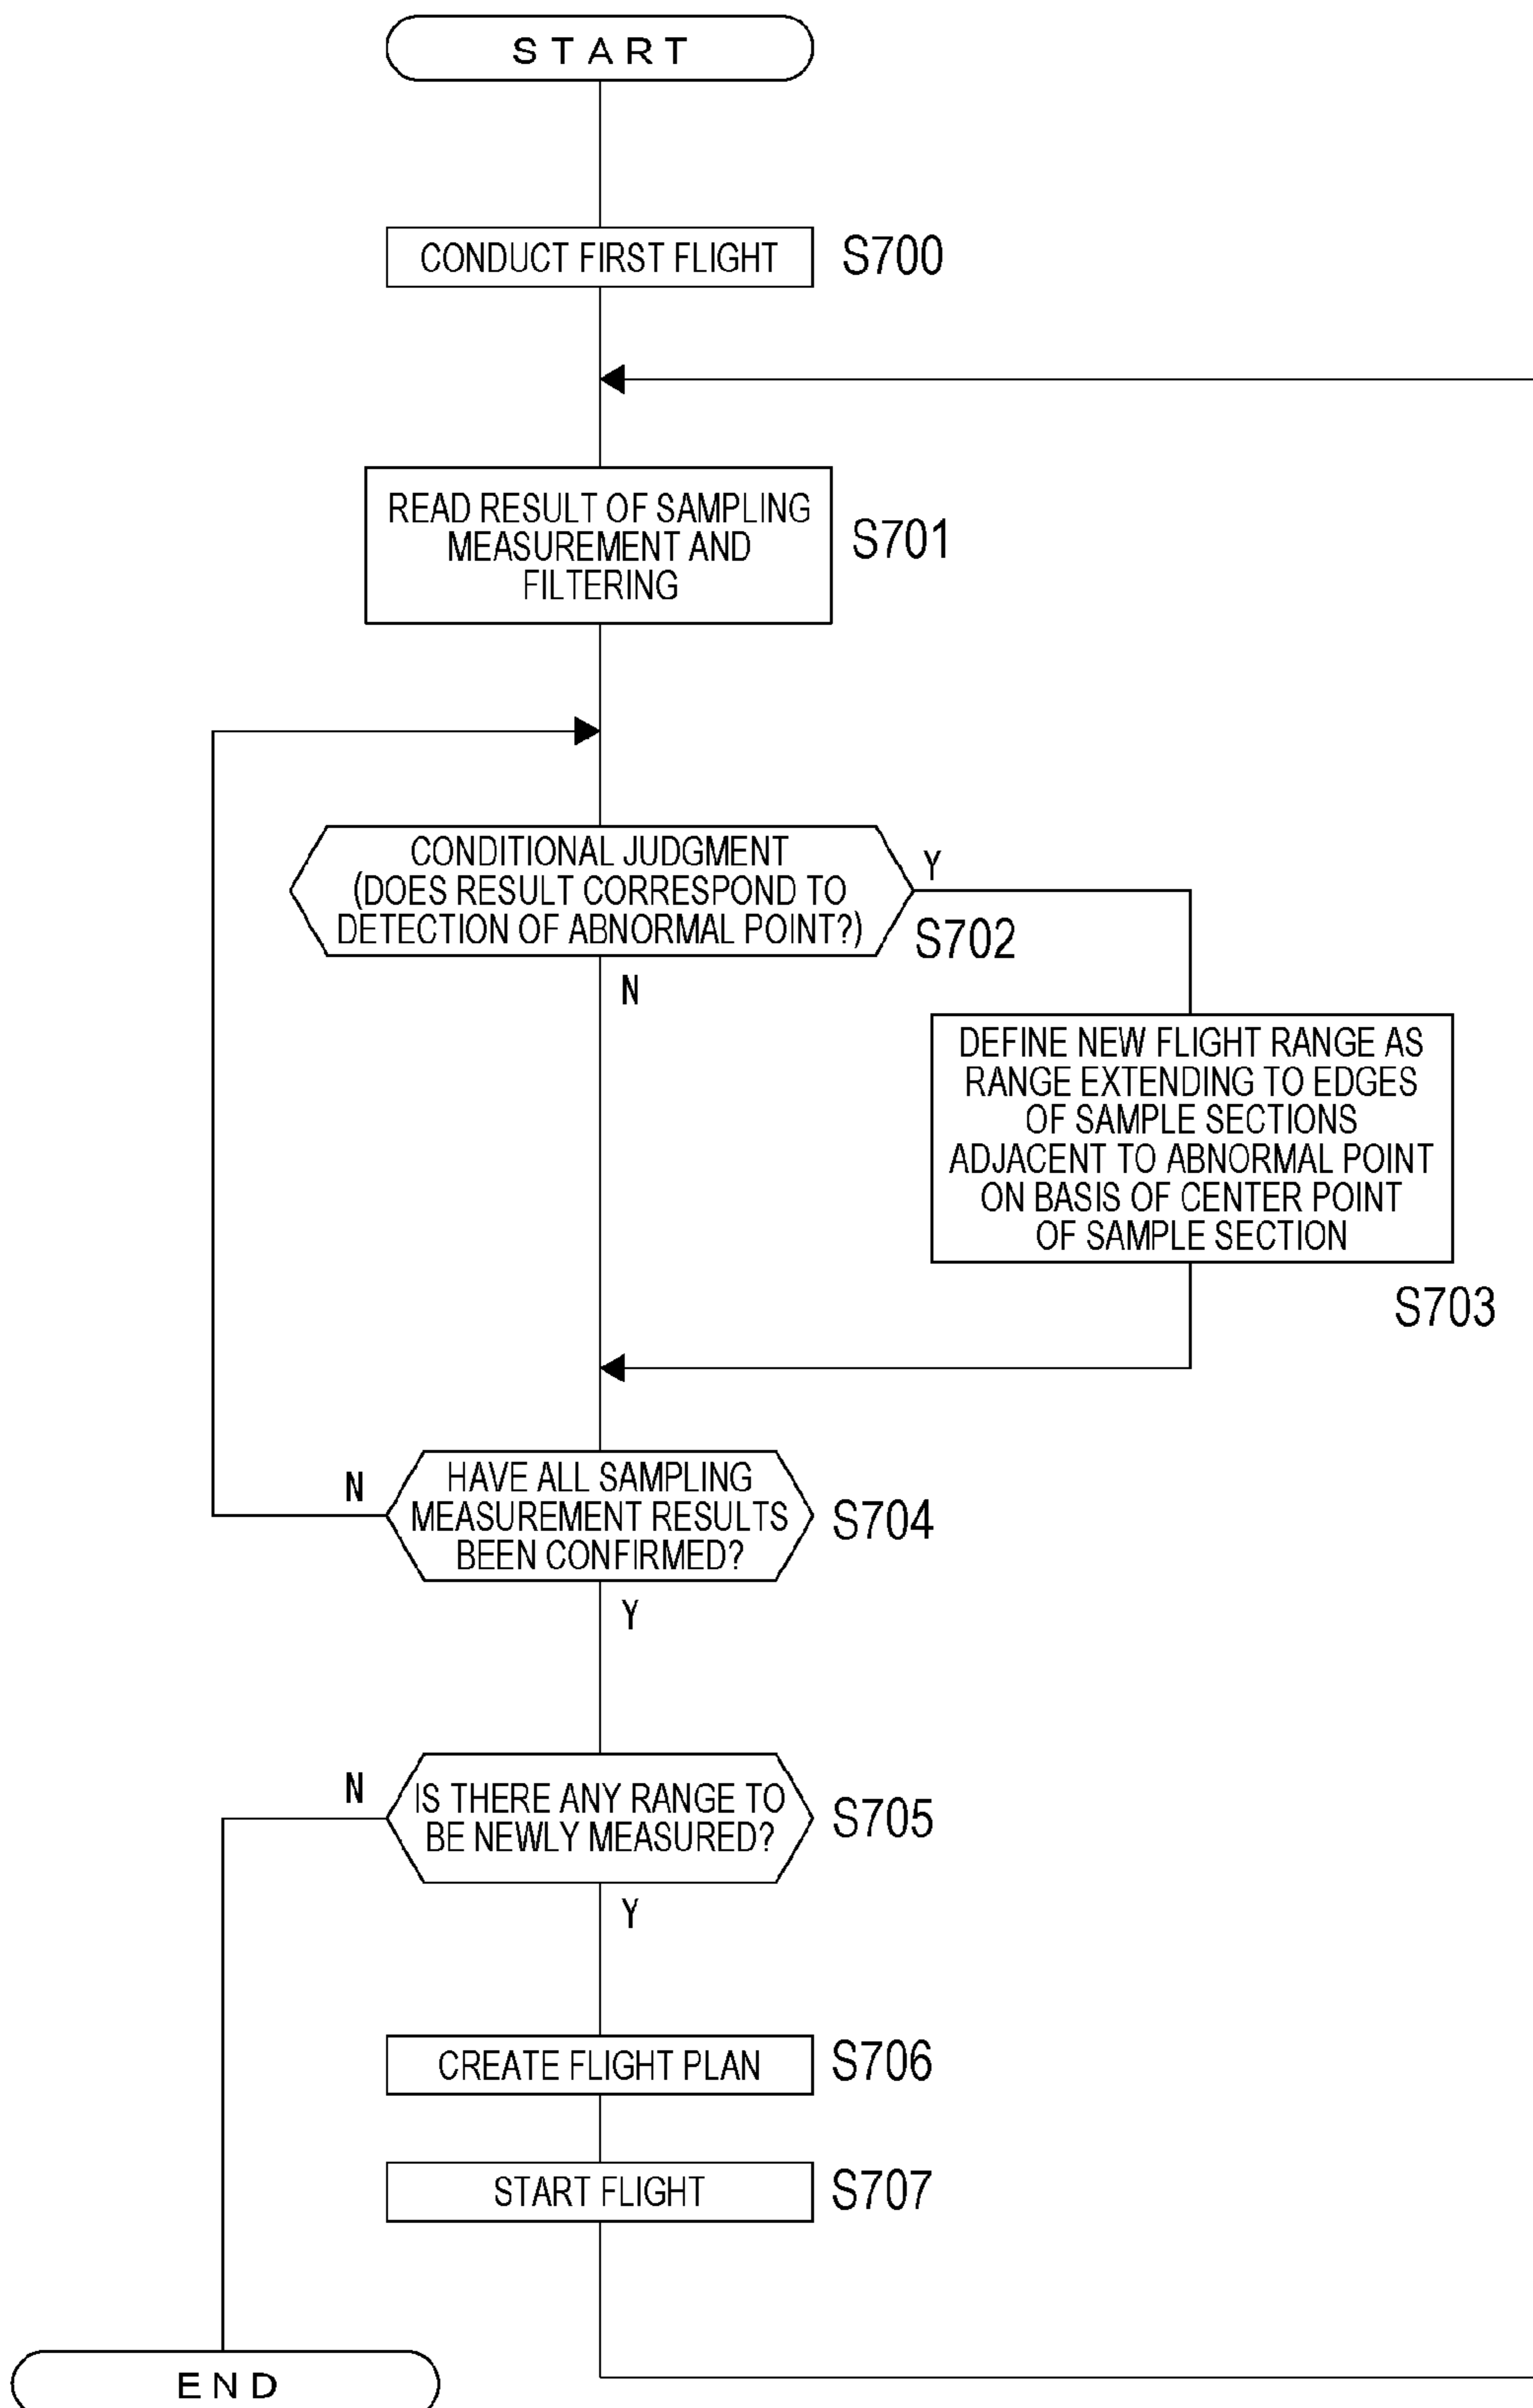 START
CONDUCT FIRST FLIGHT
S700
READ RESULT OF SAMPLING
MEASUREMENT AND
FILTERING
S701
CONDITIONAL JUDGMENT
(DOES RESULT CORRESPOND TO
DETECTION OF ABNORMAL POINT?)
Y
S702
N
DEFINE NEW FLIGHT RANGE AS
RANGE EXTENDING TO EDGES
OF SAMPLE SECTIONS
ADJACENT TO ABNORMAL POINT
ON BASIS OF CENTER POINT
OF SAMPLE SECTION
S703
N
HAVE ALL SAMPLING
MEASUREMENT RESULTS
BEEN CONFIRMED?
S704
Y
N
IS THERE ANY RANGE TO
BE NEWLY MEASURED?
S705
Y
CREATE FLIGHT PLAN
S706
START FLIGHT
S707
END